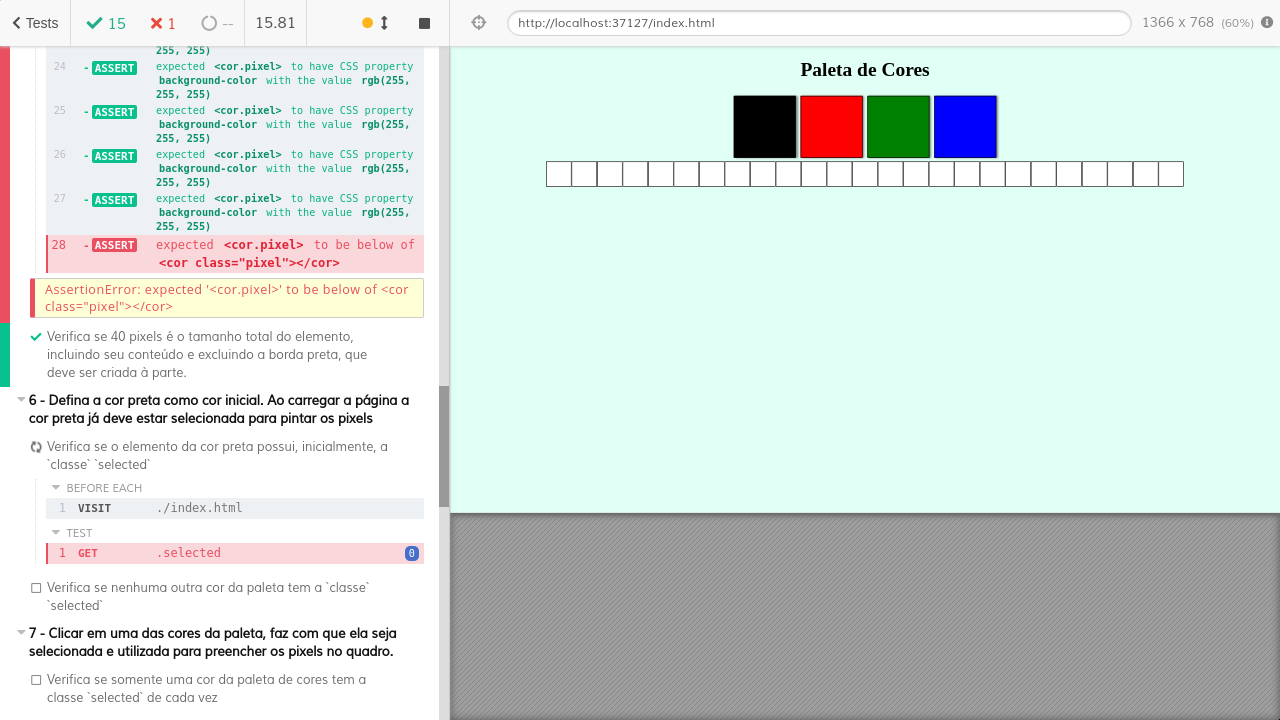 Tests 15 1 -- 15.81 http://localhost:37127/index.html 1366 x 768 (60%)
255, 255)
24 - ASSERT expected <cor.pixel> to have CSS property
background-color with the value rgb(255,
255, 255)
25 - ASSERT expected <cor.pixel> to have CSS property
background-color with the value rgb(255,
255, 255)
26 - ASSERT expected <cor.pixel> to have CSS property
background-color with the value rgb(255,
255, 255)
27 - ASSERT expected <cor.pixel> to have CSS property
background-color with the value rgb(255,
255, 255)
28 - ASSERT expected <cor.pixel> to be below of
<cor class="pixel"></cor>
AssertionError: expected '<cor.pixel>' to be below of <cor
class="pixel"></cor>
Verifica se 40 pixels é o tamanho total do elemento,
incluindo seu conteúdo e excluindo a borda preta, que
deve ser criada à parte.
6 - Defina a cor preta como cor inicial. Ao carregar a página a
cor preta já deve estar selecionada para pintar os pixels
Verifica se o elemento da cor preta possui, inicialmente, a
`classe` `selected`
BEFORE EACH
1 VISIT ./index.html
TEST
1 GET .selected 0
Verifica se nenhuma outra cor da paleta tem a `classe`
`selected`
7 - Clicar em uma das cores da paleta, faz com que ela seja
selecionada e utilizada para preencher os pixels no quadro.
Verifica se somente uma cor da paleta de cores tem a
classe `selected` de cada vez
Paleta de Cores